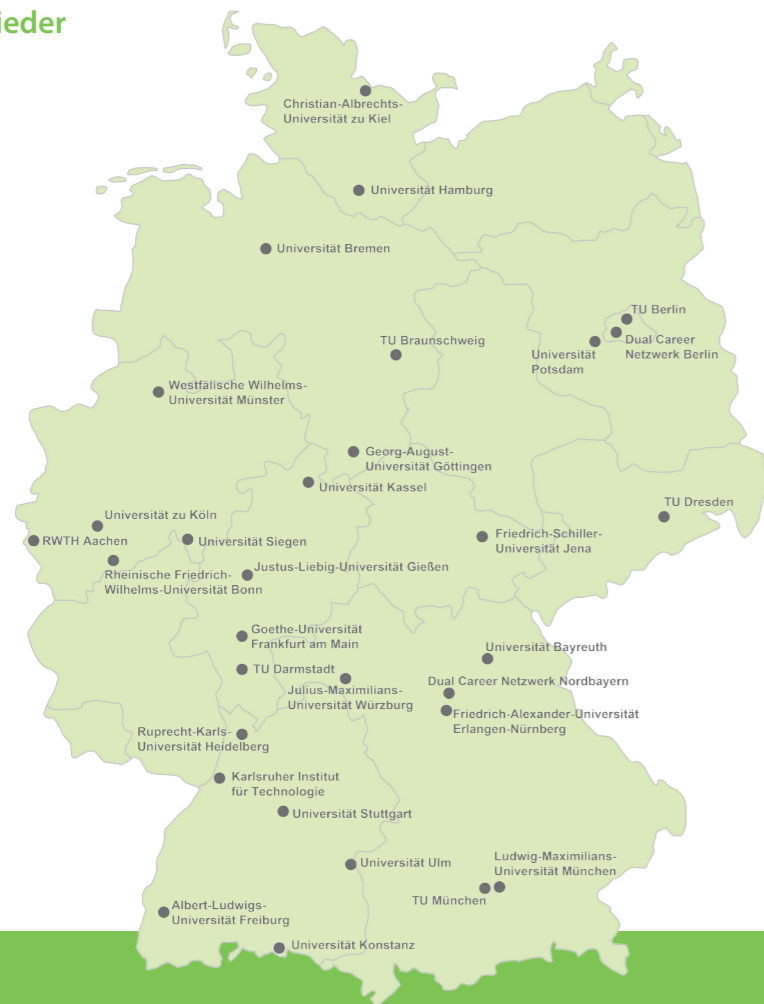 ieder
Christian-Albrechts-
Universität zu Kiel
Universität Hamburg
Universität Bremen
TU Berlin
Dual Career
Netzwerk Berlin
Universität
Potsdam
TU Braunschweig
Westfälische Wilhelms-
Universität Münster
Georg-August-
Universität Göttingen
Universität Kassel
TU Dresden
Universität zu Köln
RWTH Aachen
Universität Siegen
Friedrich-Schiller-
Universität Jena
Rheinische Friedrich-
Wilhelms-Universität Bonn
Justus-Liebig-Universität Gießen
Goethe-Universität
Frankfurt am Main
Universität Bayreuth
TU Darmstadt
Julius-Maximilians-
Universität Würzburg
Dual Career Netzwerk Nordbayern
Friedrich-Alexander-Universität
Erlangen-Nürnberg
Ruprecht-Karls-
Universität Heidelberg
Karlsruher Institut
für Technologie
Universität Stuttgart
Universität Ulm
Ludwig-Maximilians-
Universität München
TU München
Albert-Ludwigs-
Universität Freiburg
Universität Konstanz